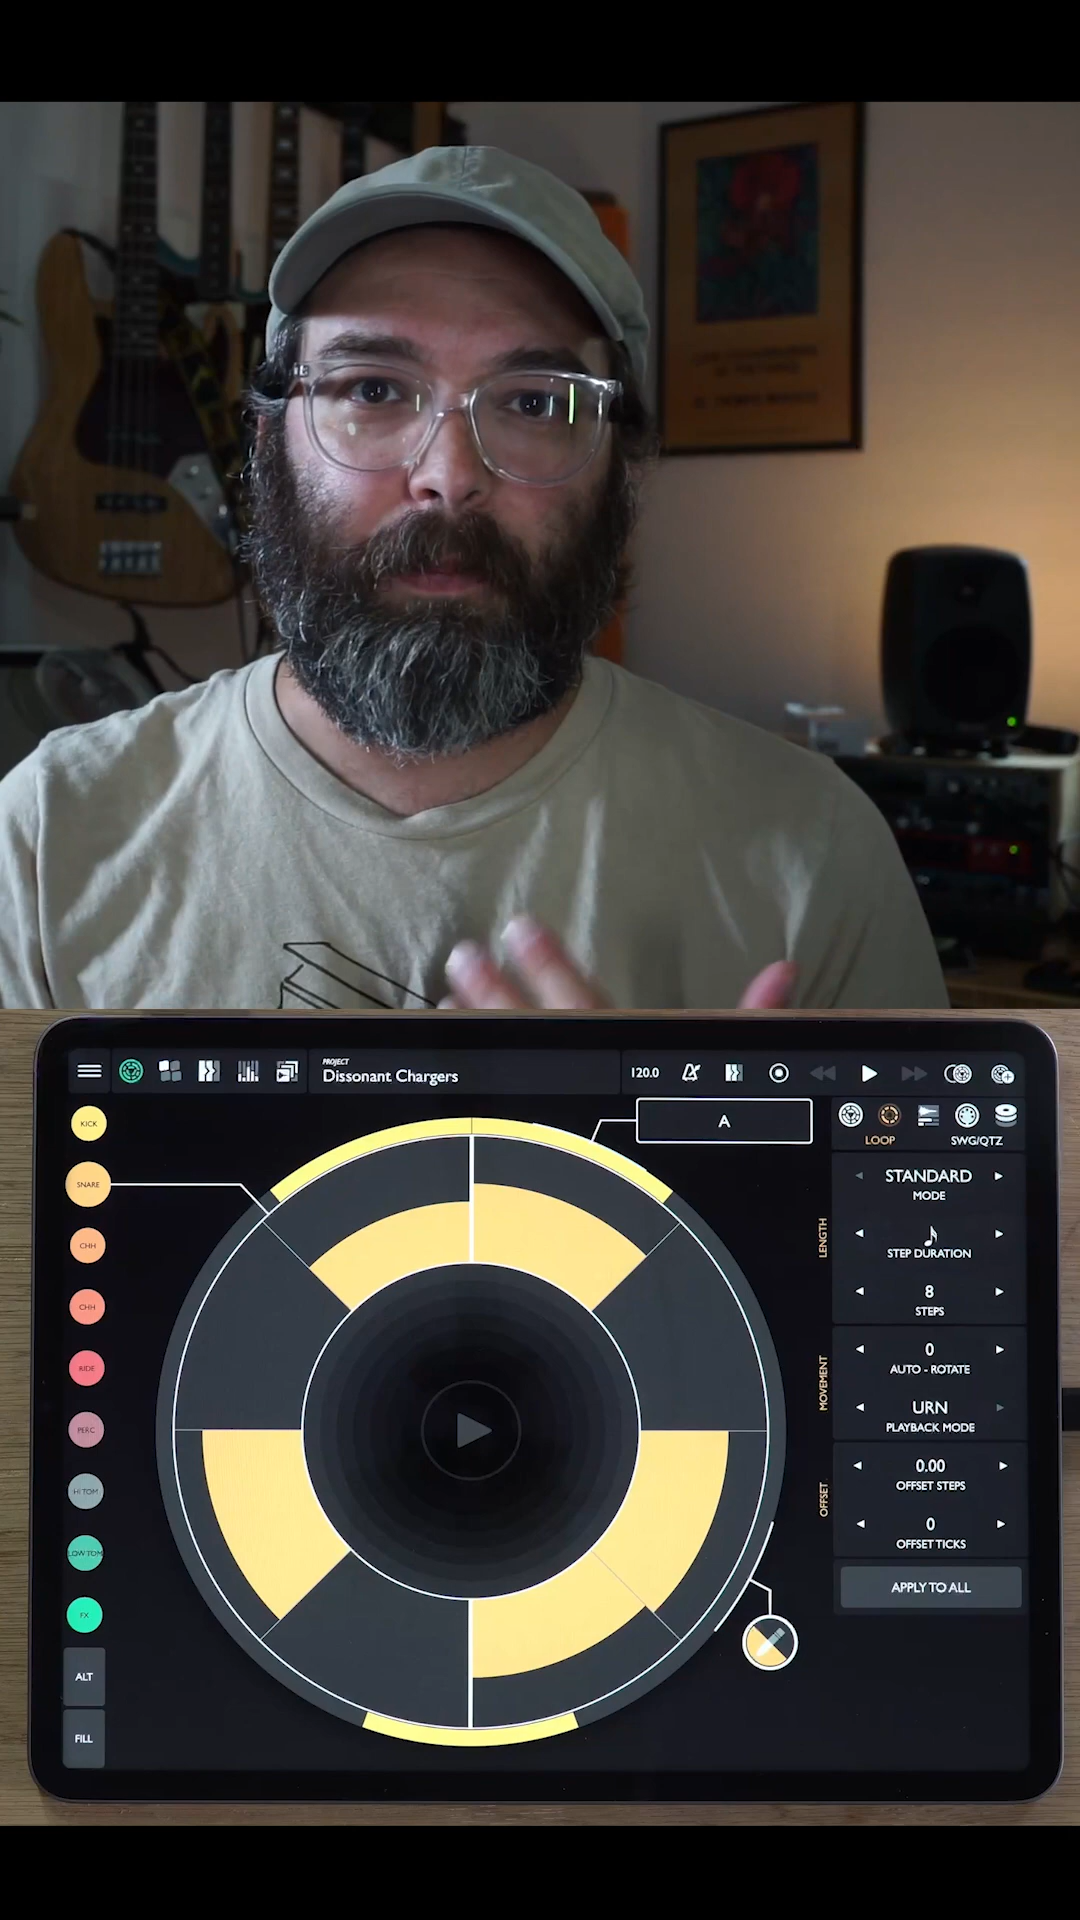 PROJECT
Dissonant Chargers
120.0
KICK
SNARE
CHH
CHH
RIDE
PERC
HI TOM
LOW TOM
FX
ALT
FILL
A
LOOP
SWG/QTZ
LENGTH
STANDARD
MODE
STEP DURATION
8
STEPS
MOVEMENT
0
AUTO - ROTATE
URN
PLAYBACK MODE
OFFSET
0.00
OFFSET STEPS
0
OFFSET TICKS
APPLY TO ALL